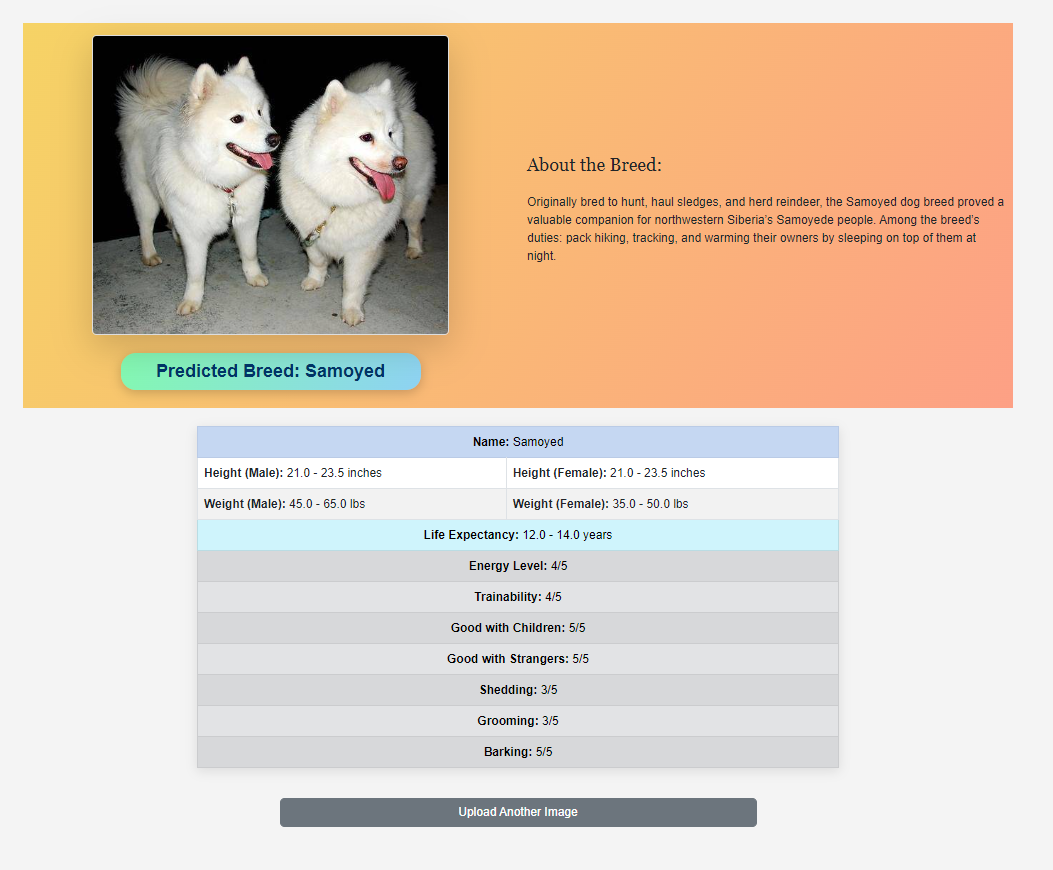 About the Breed:
Originally bred to hunt, haul sledges, and herd reindeer, the Samoyed dog breed proved a
valuable companion for northwestern Siberia's Samoyede people. Among the breed's
duties: pack hiking, tracking, and warming their owners by sleeping on top of them at
night.
Predicted Breed: Samoyed
Name: Samoyed
Height (Male): 21.0 - 23.5 inches
Height (Female): 21.0 - 23.5 inches
Weight (Male): 45.0 - 65.0 lbs
Weight (Female): 35.0 - 50.0 lbs
Life Expectancy: 12.0 - 14.0 years
Energy Level: 4/5
Trainability: 4/5
Good with Children: 5/5
Good with Strangers: 5/5
Shedding: 3/5
Grooming: 3/5
Barking: 5/5
Upload Another Image